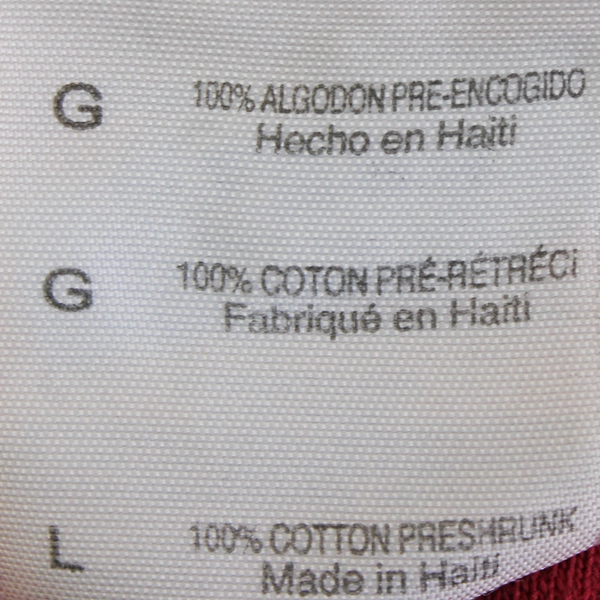 G 100% ALGODON PRE-ENCOGIDO
Hecho en Haiti
G 100% COTON PRÉ-RÉTRÉCi
Fabriqué en Haiti
L 100% COTTON PRESHRUNK
Made in Haiti